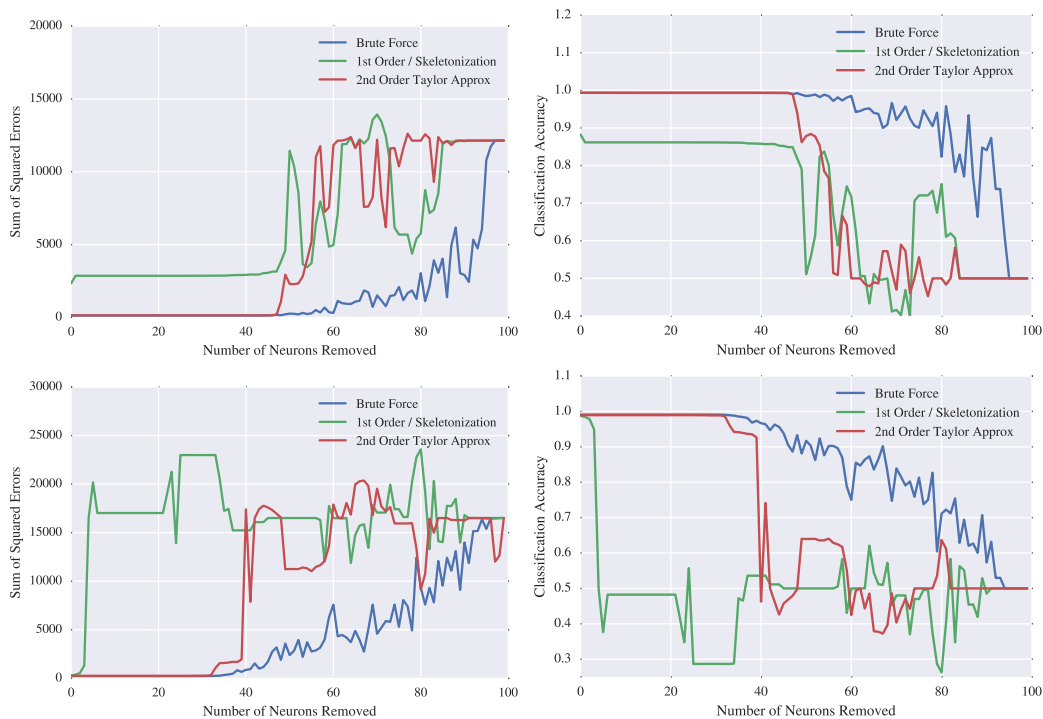 20000
15000
10000
5000
0
Sum of Squared Errors
Brute Force
1st Order / Skeletonization
2nd Order Taylor Approx
0 20 40 60 80 100
Number of Neurons Removed
1.2
1.1
1.0
0.9
0.8
0.7
0.6
0.5
0.4
Classification Accuracy
Brute Force
1st Order / Skeletonization
2nd Order Taylor Approx
0 20 40 60 80 100
Number of Neurons Removed
30000
25000
20000
15000
10000
5000
0
Sum of Squared Errors
Brute Force
1st Order / Skeletonization
2nd Order Taylor Approx
0 20 40 60 80 100
Number of Neurons Removed
1.1
1.0
0.9
0.8
0.7
0.6
0.5
0.4
0.3
Classification Accuracy
Brute Force
1st Order / Skeletonization
2nd Order Taylor Approx
0 20 40 60 80 100
Number of Neurons Removed